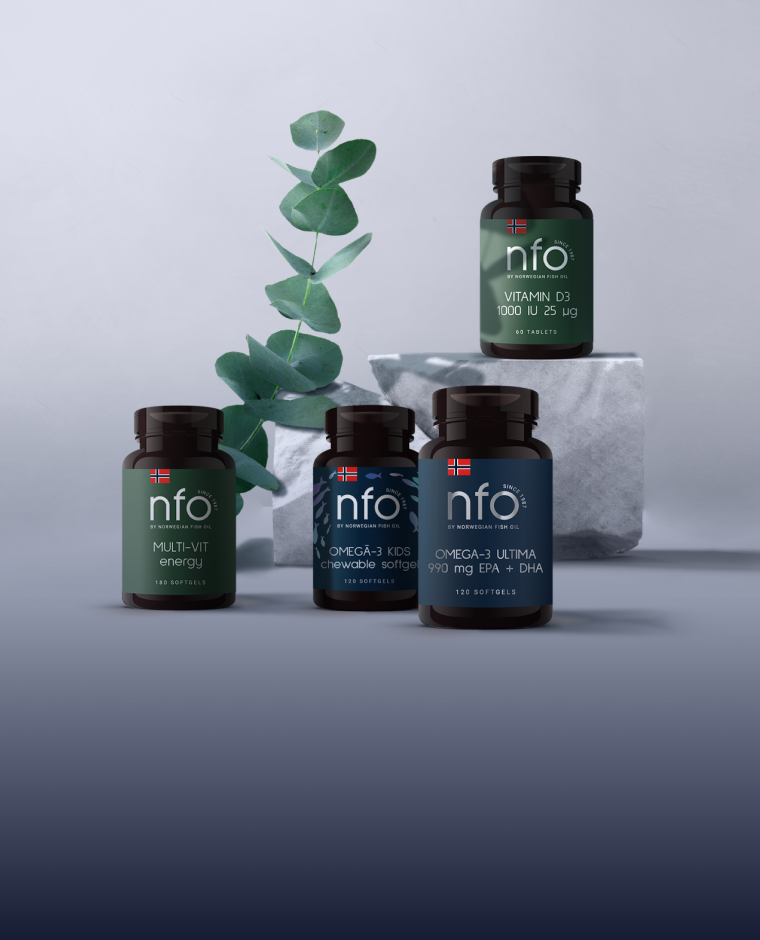 nfo
SINCE 1987
BY NORWEGIAN FISH OIL
VITAMIN D3
1000 IU 25 µg
60 TABLETS
nfo
SINCE 1987
BY NORWEGIAN FISH OIL
MULTI-VIT
energy
180 SOFTGELS
nfo
SINCE 1987
BY NORWEGIAN FISH OIL
OMEGA-3 KIDS
chewable softgel
120 SOFTGELS
nfo
SINCE 1987
BY NORWEGIAN FISH OIL
OMEGA-3 ULTIMA
990 mg EPA + DHA
120 SOFTGELS